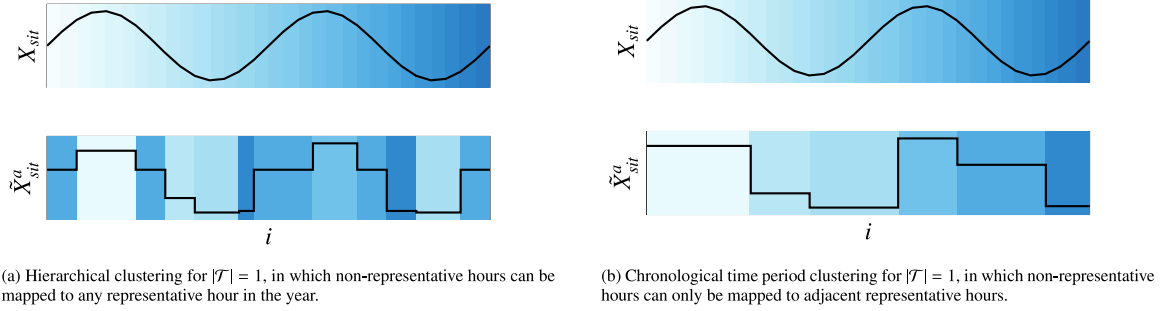 X_sit
X̃^a_sit
i
(a) Hierarchical clustering for |𝒯| = 1, in which non-representative hours can be
mapped to any representative hour in the year.
X_sit
X̃^a_sit
i
(b) Chronological time period clustering for |𝒯| = 1, in which non-representative
hours can only be mapped to adjacent representative hours.